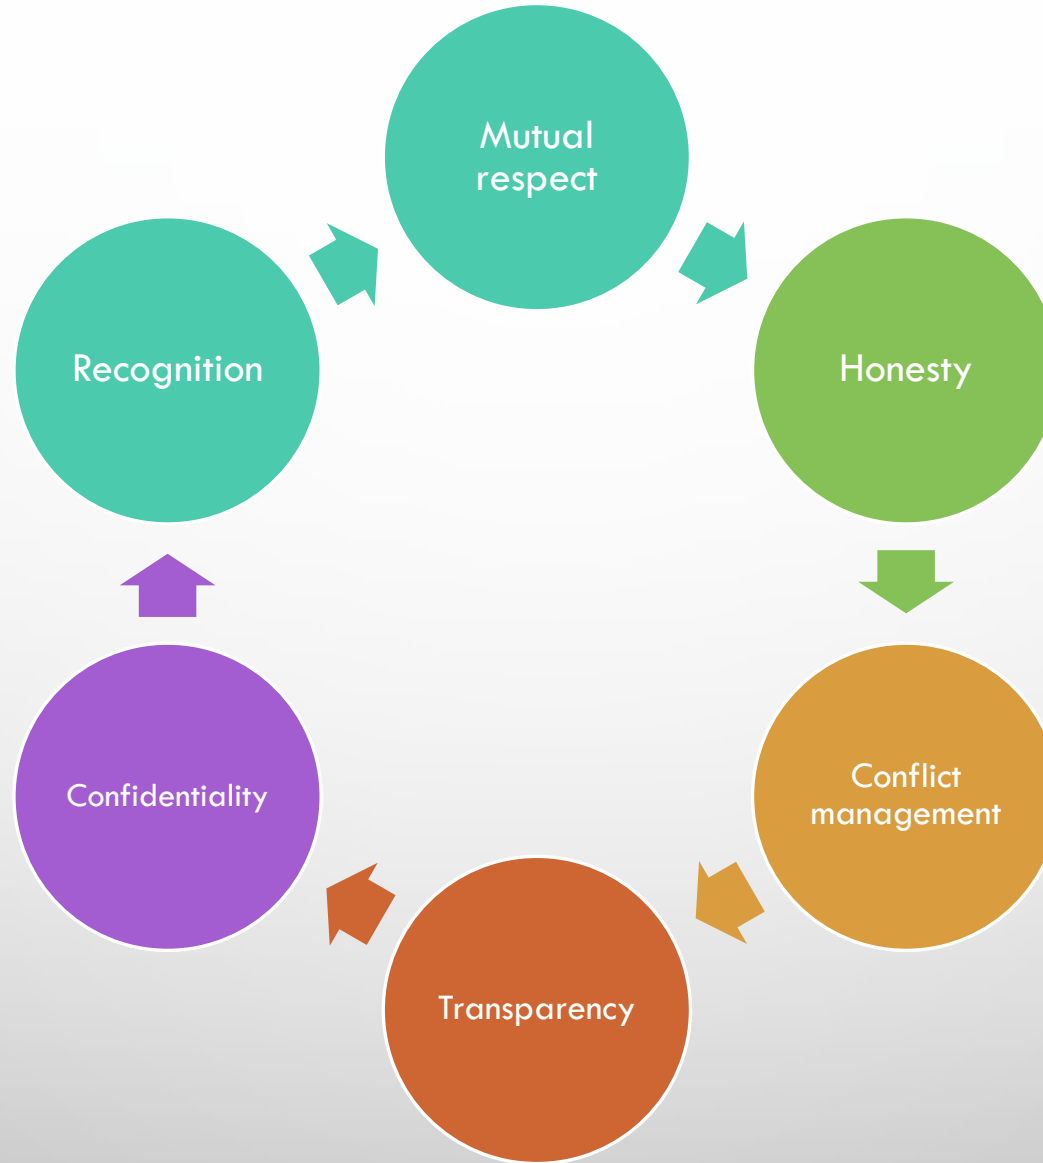 Mutual
respect
Honesty
Conflict
management
Transparency
Confidentiality
Recognition